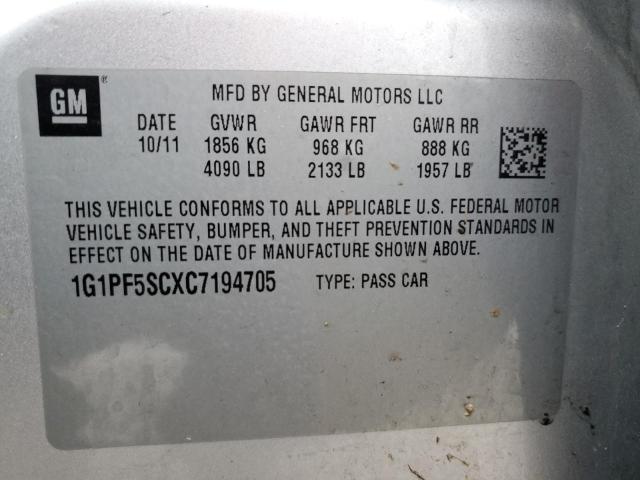 GM ® MFD BY GENERAL MOTORS LLC
DATE GVWR GAWR FRT GAWR RR
10/11 1856 KG 968 KG 888 KG
4090 LB 2133 LB 1957 LB
THIS VEHICLE CONFORMS TO ALL APPLICABLE U.S. FEDERAL MOTOR
VEHICLE SAFETY, BUMPER, AND THEFT PREVENTION STANDARDS IN
EFFECT ON THE DATE OF MANUFACTURE SHOWN ABOVE.
1G1PF5SCXC7194705 TYPE: PASS CAR